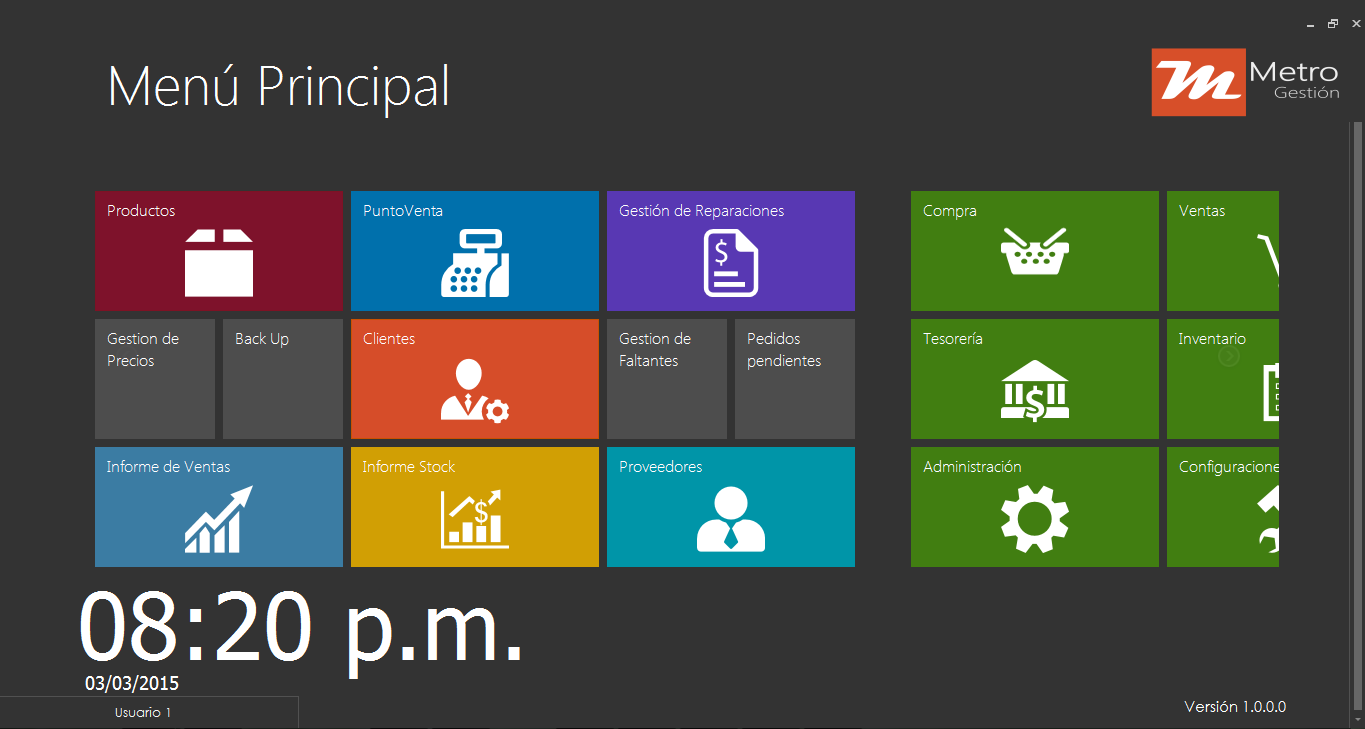 Menú Principal
Metro
Gestión
Productos
PuntoVenta
Gestión de Reparaciones
Compra
Ventas
Gestion de
Precios
Back Up
Clientes
Gestion de
Faltantes
Pedidos
pendientes
Tesorería
Inventario
Informe de Ventas
Informe Stock
Proveedores
Administración
Configuracione
08:20 p.m.
03/03/2015
Usuario 1
Versión 1.0.0.0